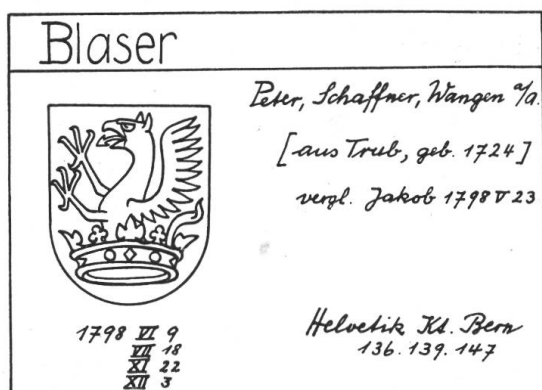 Blaser
Peter, Schaffner, Wangen a/a.
[aus Trub, geb. 1724]
vergl. Jakob 1798 V 23
1798 VI 9
VII 18
XI 22
XII 3
Helvetik Kt. Bern
136. 139. 147